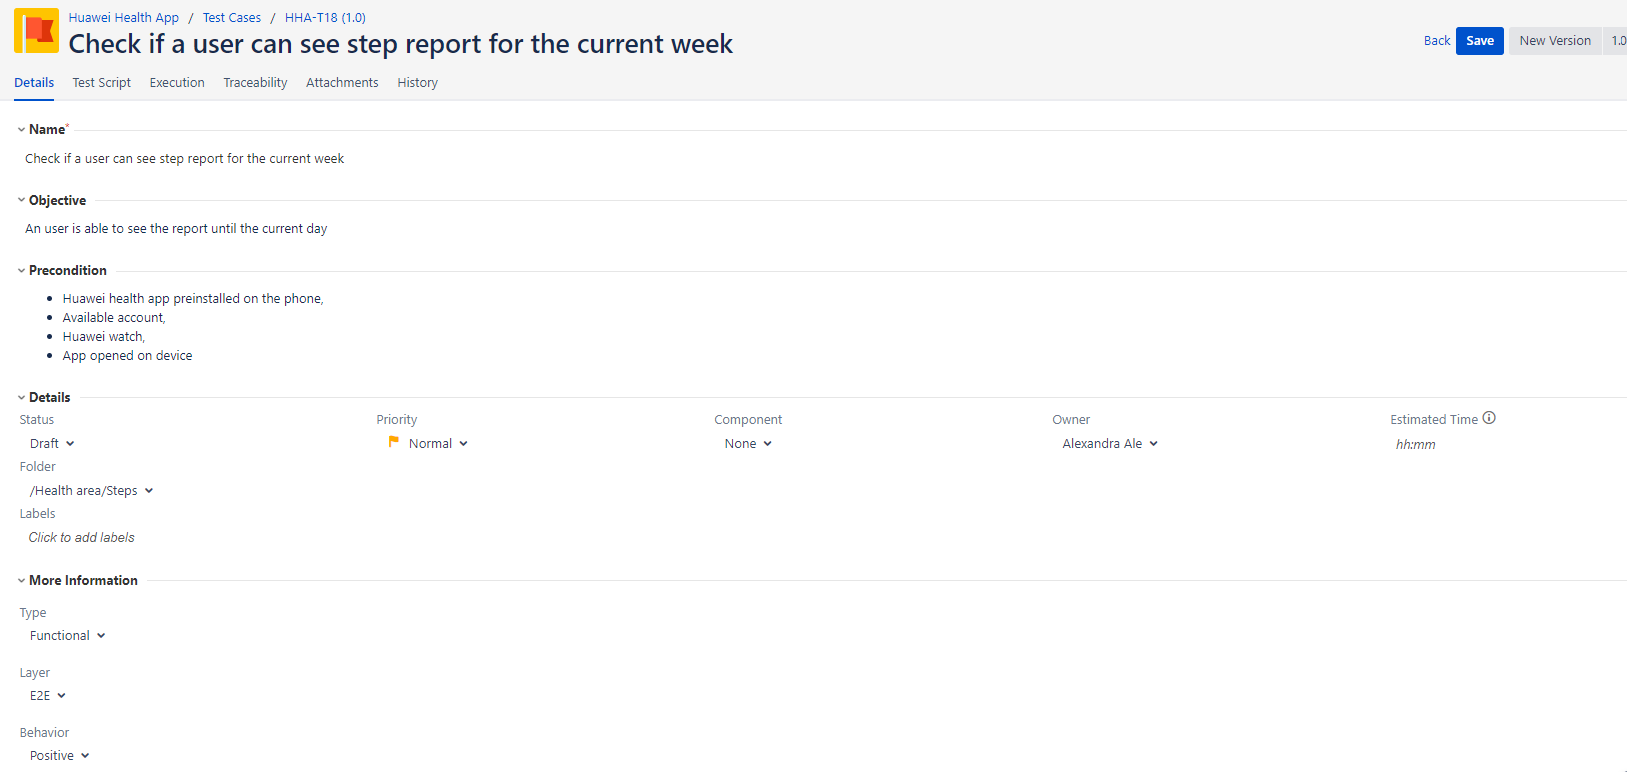 Huawei Health App / Test Cases / HHA-T18 (1.0)
Check if a user can see step report for the current week
Back Save New Version 1.0
Details Test Script Execution Traceability Attachments History
Name*
Check if a user can see step report for the current week
Objective
An user is able to see the report until the current day
Precondition
• Huawei health app preinstalled on the phone,
• Available account,
• Huawei watch,
• App opened on device
Details
Status Priority Component Owner Estimated Time
Draft Normal None Alexandra Ale hh:mm
Folder
/Health area/Steps
Labels
Click to add labels
More Information
Type
Functional
Layer
E2E
Behavior
Positive